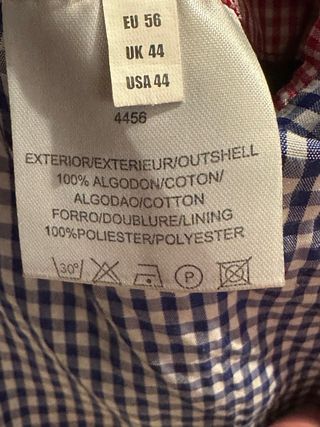 EU 56
UK 44
USA 44
4456
EXTERIOR/EXTERIEUR/OUTSHELL
100% ALGODON/COTON/
ALGODAO/COTTON
FORRO/DOUBLURE/LINING
100%POLIESTER/POLYESTER
30°
P